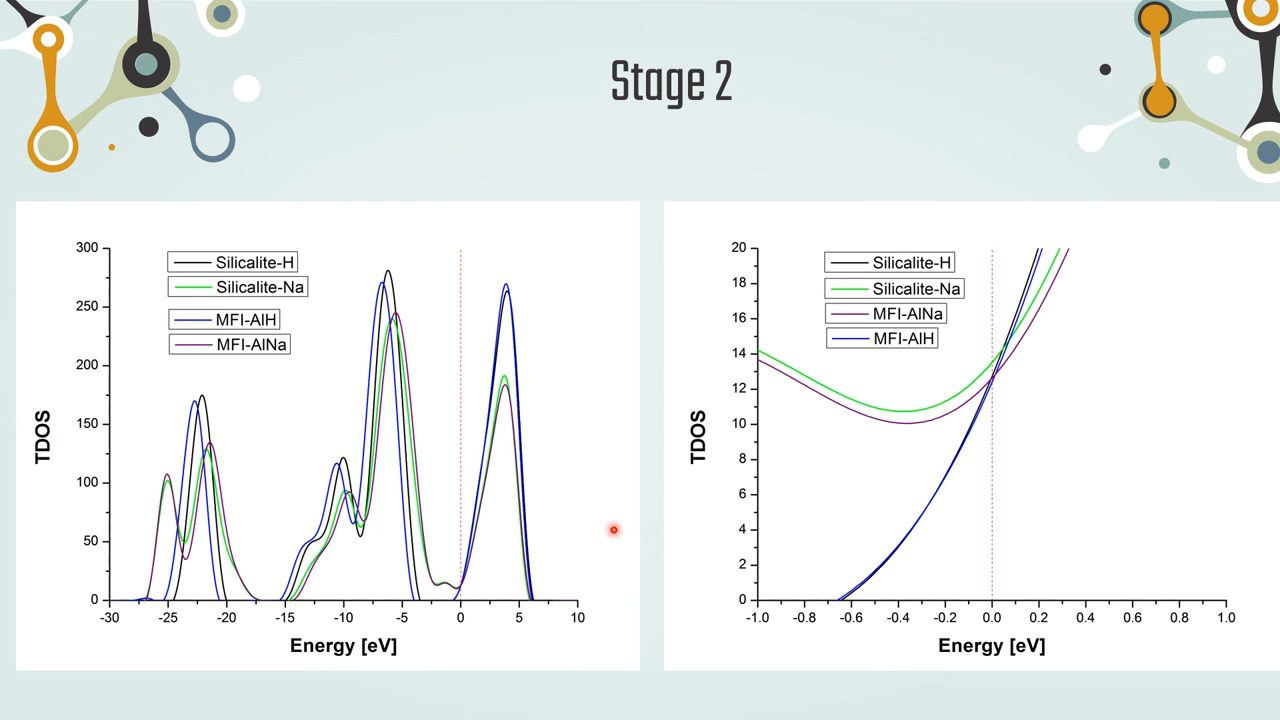 Stage 2
300
250
200
150
100
50
0
TDOS
Silicalite-H
Silicalite-Na
MFI-AlH
MFI-AlNa
-30 -25 -20 -15 -10 -5 0 5 10
Energy [eV]
20
18
16
14
12
10
8
6
4
2
0
TDOS
Silicalite-H
Silicalite-Na
MFI-AlNa
MFI-AlH
-1.0 -0.8 -0.6 -0.4 -0.2 0.0 0.2 0.4 0.6 0.8 1.0
Energy [eV]